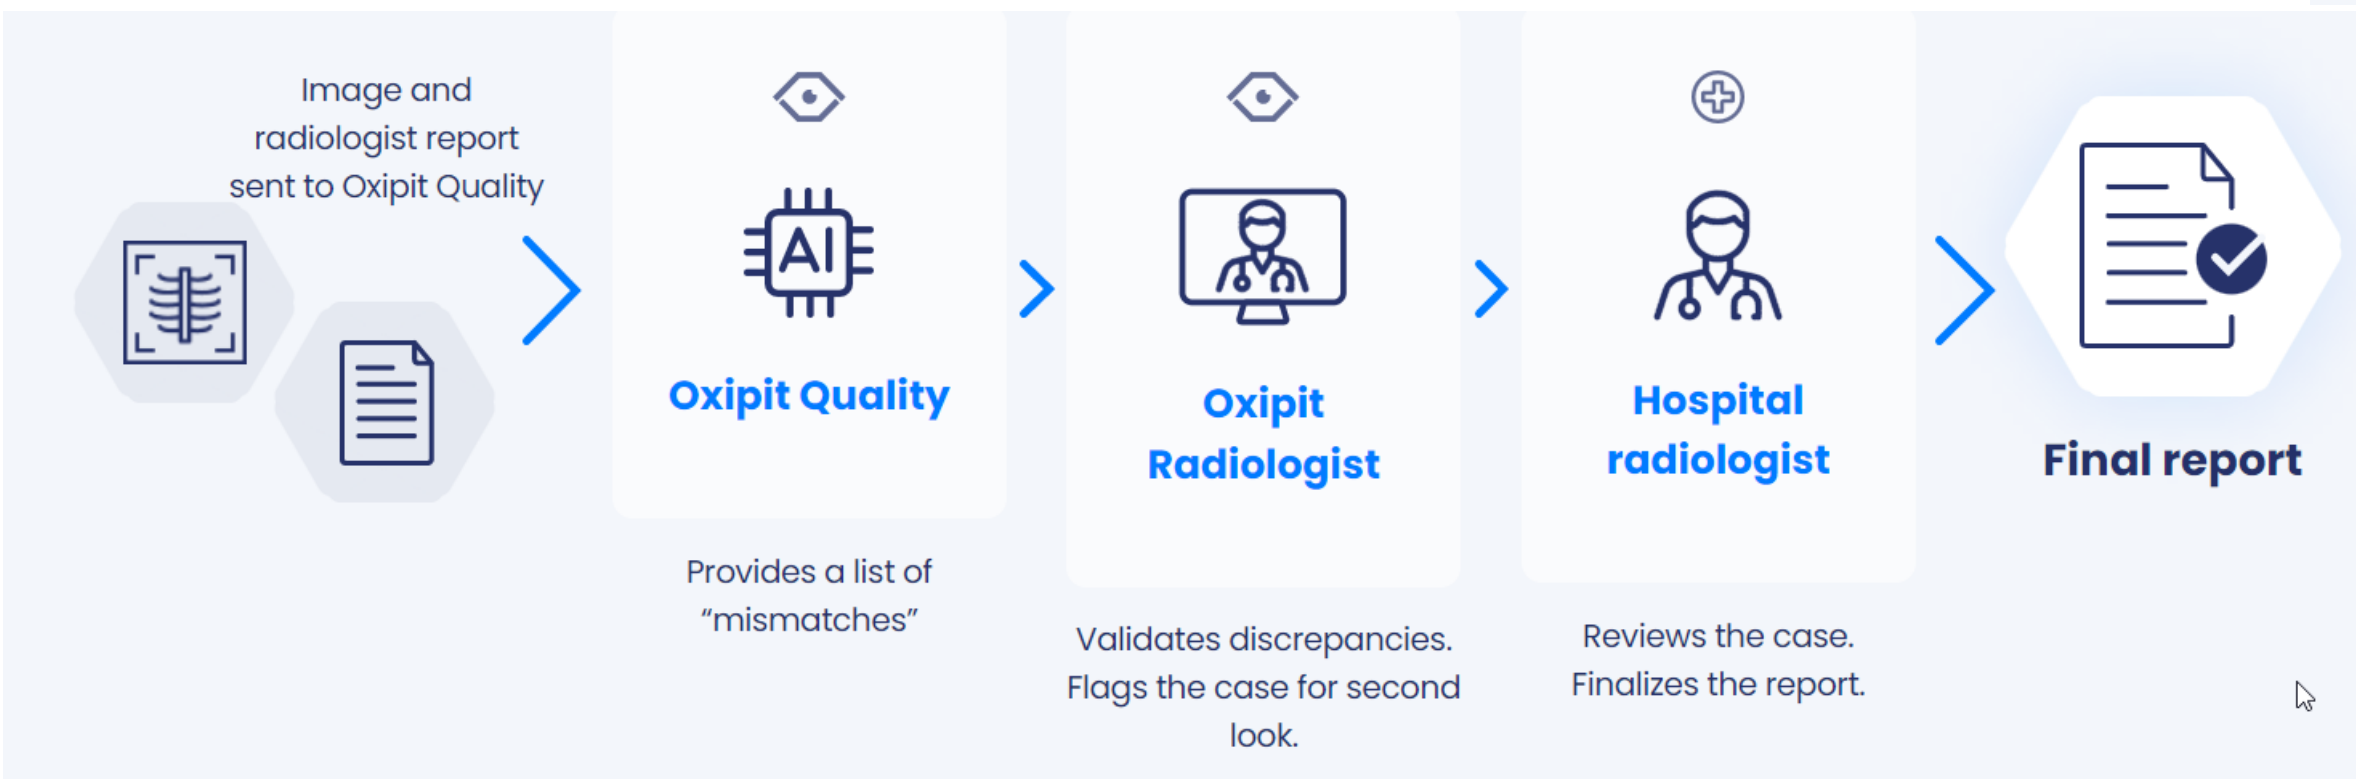 Image and
radiologist report
sent to Oxipit Quality
AI
Oxipit Quality
Provides a list of
“mismatches”
Oxipit
Radiologist
Validates discrepancies.
Flags the case for second
look.
Hospital
radiologist
Reviews the case.
Finalizes the report.
Final report